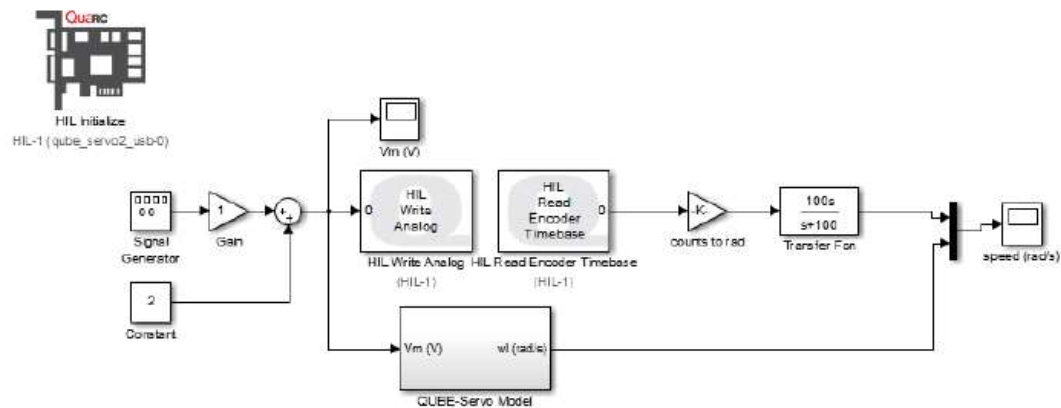 QUARC
HIL Initialize
HIL-1 (qube_servo2_usb-0)
Vm (V)
Signal
Generator
1
Gain
2
Constant
0
HIL
Write
Analog
HIL Write Analog
(HIL-1)
HIL
Read
Encoder
Timebase
0
HIL Read Encoder Timebase
(HIL-1)
-K-
counts to rad
100s
s+100
Transfer Fcn
speed (rad/s)
Vm (V)
wl (rad/s)
QUBE-Servo Model